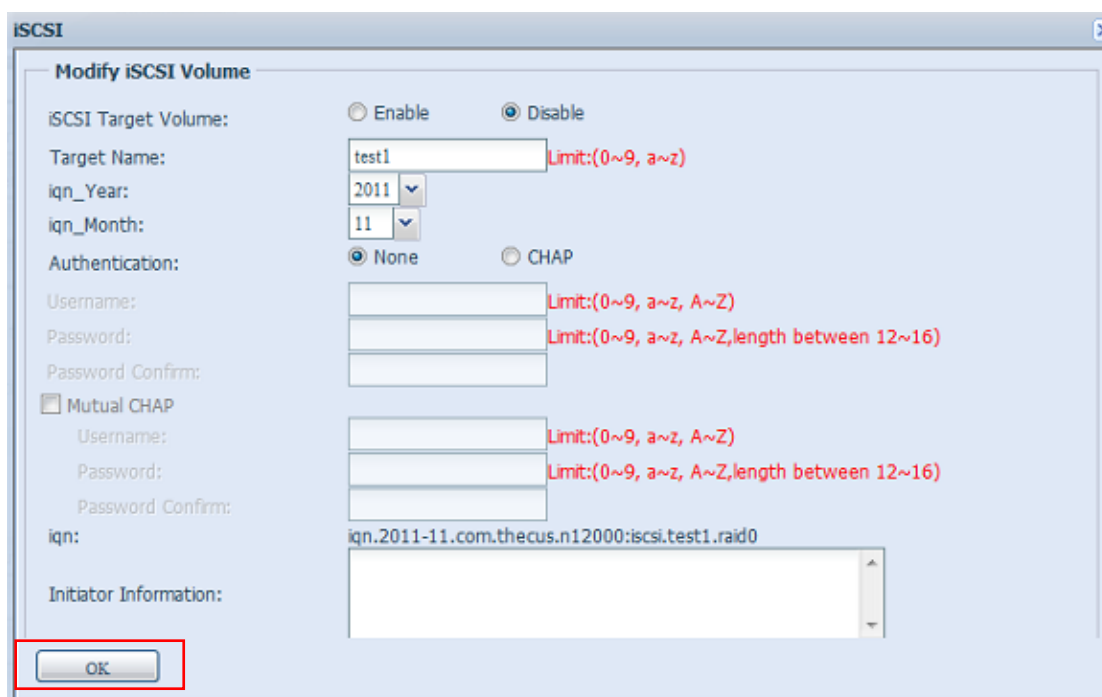 iSCSI
Modify iSCSI Volume
iSCSI Target Volume: Enable Disable
Target Name: test1 Limit:(0~9, a~z)
iqn_Year: 2011
iqn_Month: 11
Authentication: None CHAP
Username: Limit:(0~9, a~z, A~Z)
Password: Limit:(0~9, a~z, A~Z,length between 12~16)
Password Confirm:
Mutual CHAP
Username: Limit:(0~9, a~z, A~Z)
Password: Limit:(0~9, a~z, A~Z,length between 12~16)
Password Confirm:
iqn: iqn.2011-11.com.thecus.n12000:iscsi.test1.raid0
Initiator Information:
OK